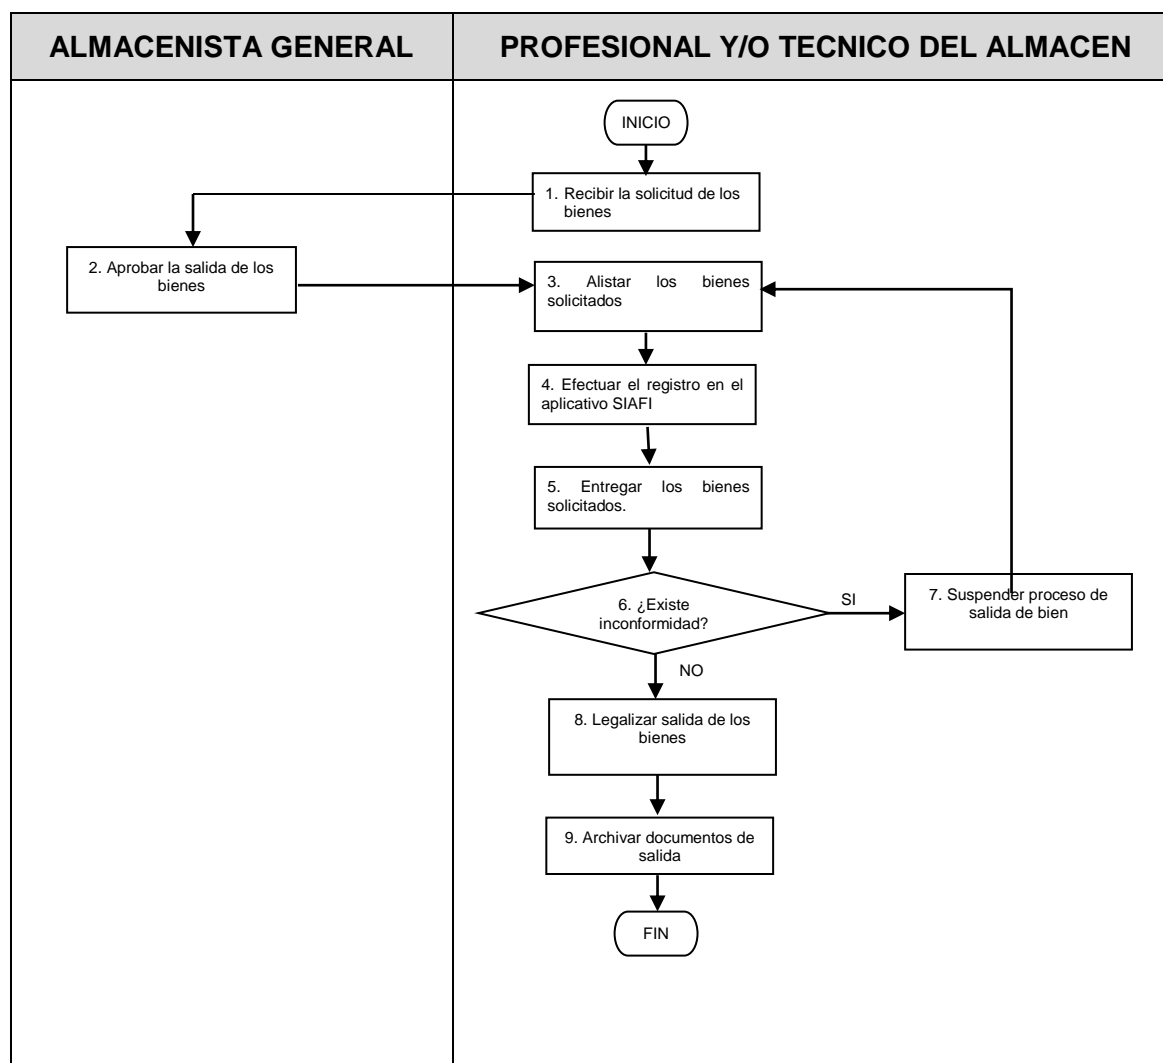 ALMACENISTA GENERAL
PROFESIONAL Y/O TECNICO DEL ALMACEN
INICIO
1. Recibir la solicitud de los
bienes
2. Aprobar la salida de los
bienes
3. Alistar los bienes
solicitados
4. Efectuar el registro en el
aplicativo SIAFI
5. Entregar los bienes
solicitados.
6. ¿Existe
inconformidad?
SI
7. Suspender proceso de
salida de bien
NO
8. Legalizar salida de los
bienes
9. Archivar documentos de
salida
FIN